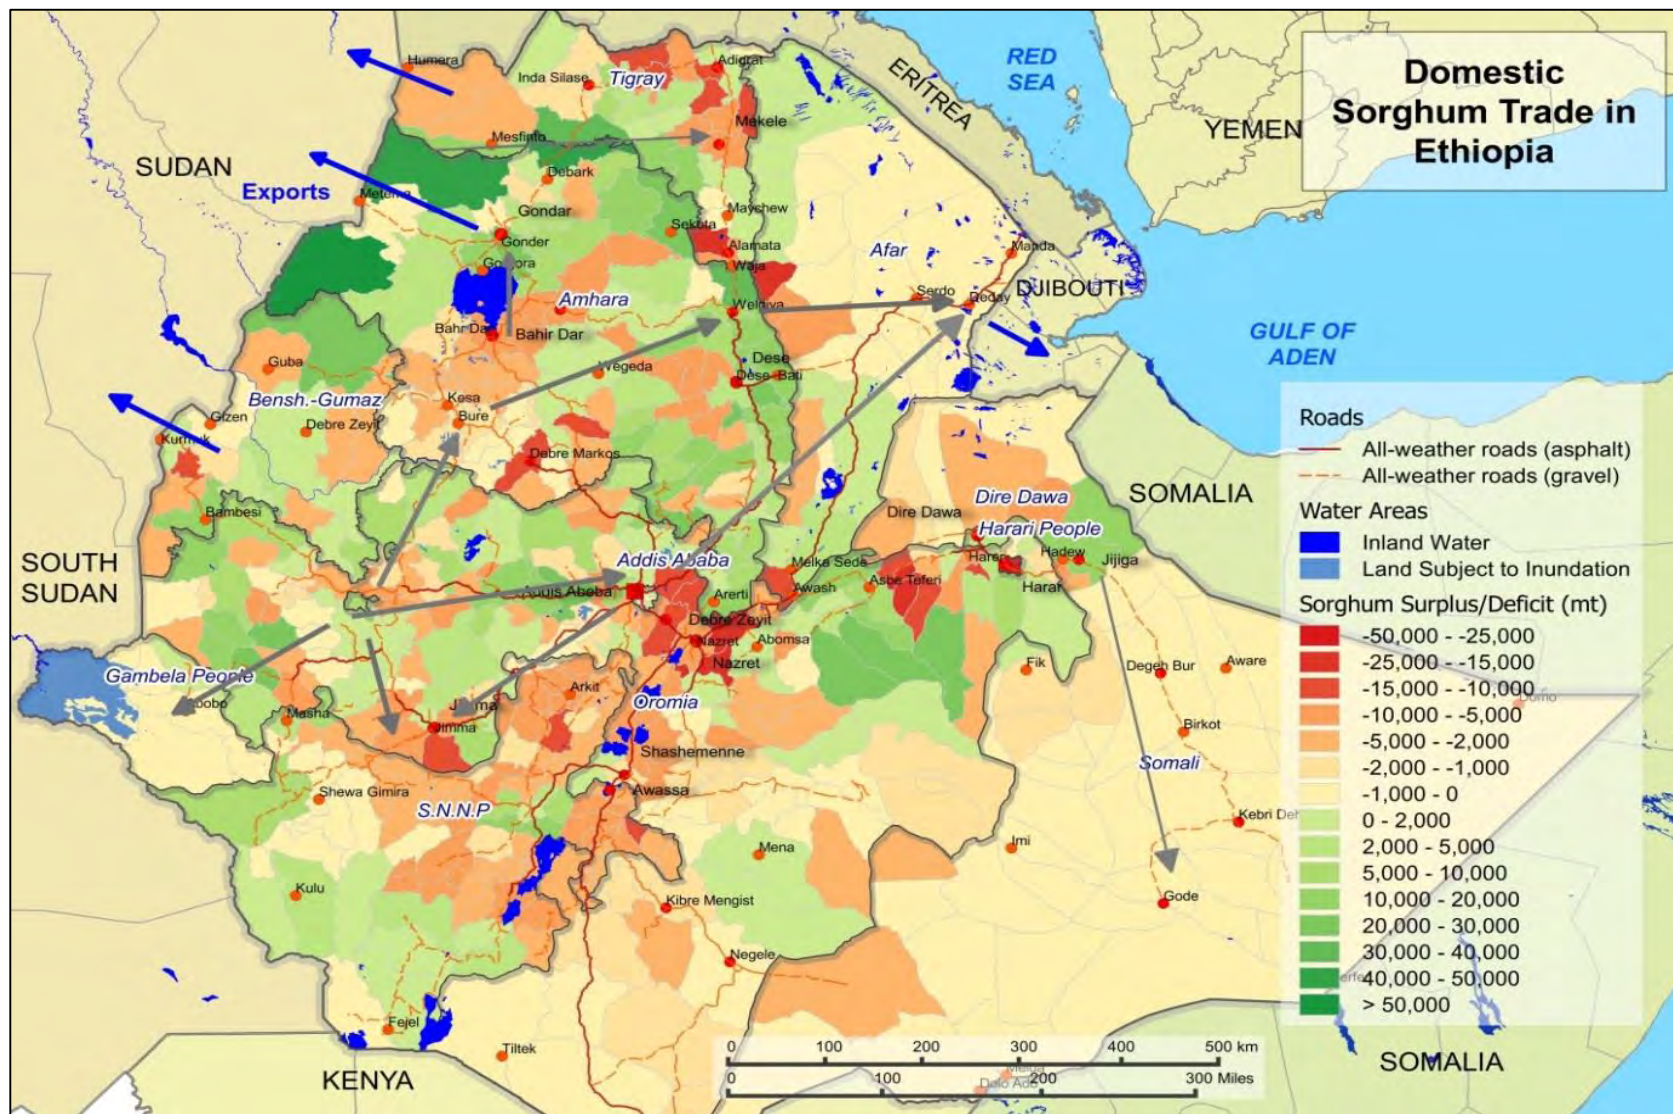 Domestic
Sorghum Trade in
Ethiopia
RED
SEA
YEMEN
ERITREA
SUDAN
Exports
Humera
Inda Silase
Tigray
Adigrat
Mekele
Mesfinto
Debark
Metema
Gondar
Gonder
Maychew
Sekota
Alamata
Waja
Afar
Manda
Serdo
DJIBOUTI
Amhara
Bahir Dar
GULF OF
ADEN
Guba
Wegeda
Dese
Dese
Bati
Bensh.-Gumaz
Kesa
Bure
Gizen
Debre Zeyit
Kurmuk
Debre Markos
Bambesi
SOUTH
SUDAN
Dire Dawa
Dire Dawa
Harari People
SOMALIA
Addis Ababa
Melka Sede
Hadew
Jijiga
Harar
Asbe Teferi
Awash
Arerti
Debre Zeyit
Nazret
Abomsa
Nazret
Gambela People
Fik
Degeh Bur
Aware
Arkit
Oromia
Masha
Jimma
Birkot
Shashemenne
Somali
Awassa
Shewa Gimira
S.N.N.P
Kebri Deh
Imi
Mena
Kulu
Kibre Mengist
Gode
Negele
Fejel
Tiltek
KENYA
SOMALIA
Dolo Ado
Roads
All-weather roads (asphalt)
All-weather roads (gravel)
Water Areas
Inland Water
Land Subject to Inundation
Sorghum Surplus/Deficit (mt)
-50,000 - -25,000
-25,000 - -15,000
-15,000 - -10,000
-10,000 - -5,000
-5,000 - -2,000
-2,000 - -1,000
-1,000 - 0
0 - 2,000
2,000 - 5,000
5,000 - 10,000
10,000 - 20,000
20,000 - 30,000
30,000 - 40,000
40,000 - 50,000
> 50,000
0 100 200 300 400 500 km
0 100 200 300 Miles